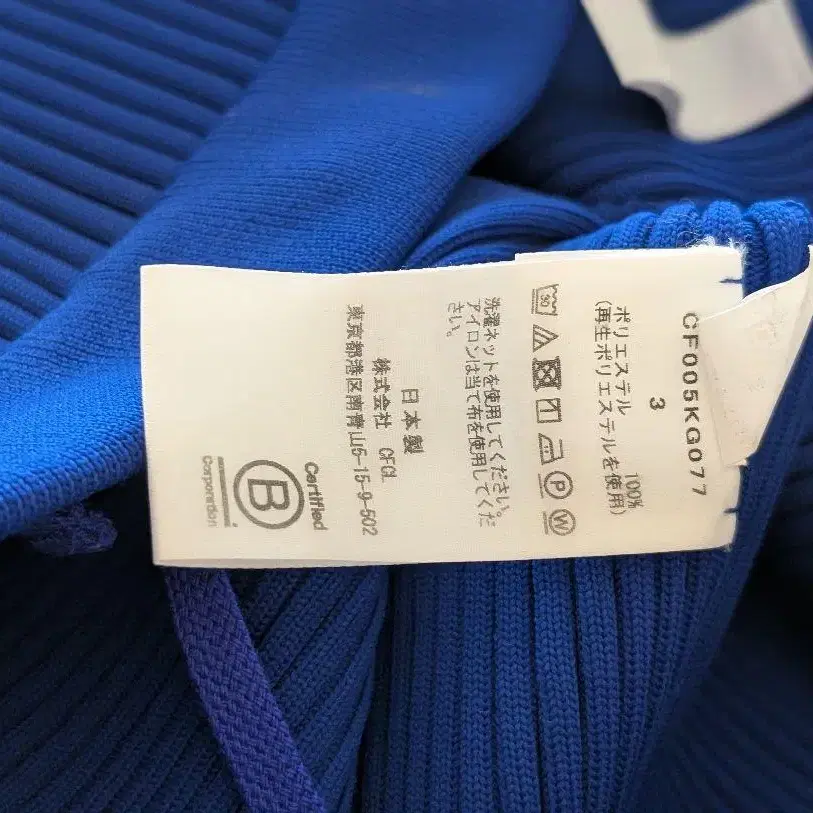 CF005KG077
3
ポリエステル 100%
(再生ポリエステルを使用)
30
P
W
洗濯ネットを使用してください。
アイロンは当て布を使用してくだ
さい。
日本製
株式会社 CFCL
東京都港区南青山5-15-9-502
Certified
B
Corporation